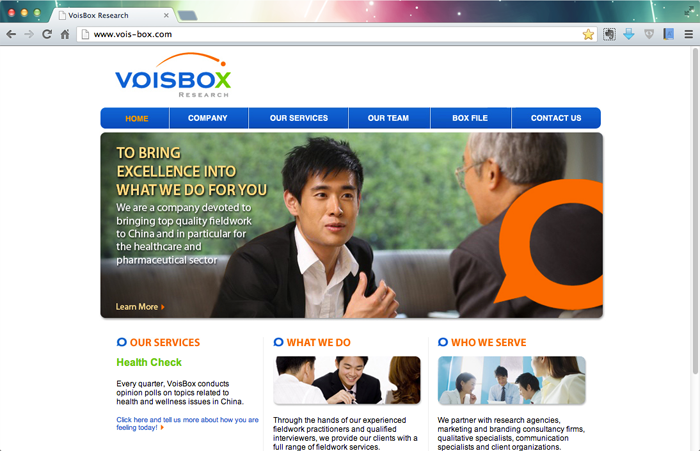 VoisBox Research
www.vois-box.com
VOISBOX
RESEARCH
HOME COMPANY OUR SERVICES OUR TEAM BOX FILE CONTACT US
TO BRING
EXCELLENCE INTO
WHAT WE DO FOR YOU
We are a company devoted to
bringing top quality fieldwork
to China and in particular for
the healthcare and
pharmaceutical sector
Learn More
OUR SERVICES
Health Check
Every quarter, VoisBox conducts
opinion polls on topics related to
health and wellness issues in China.
Click here and tell us more about how you are
feeling today!
WHAT WE DO
Through the hands of our experienced
fieldwork practitioners and qualified
interviewers, we provide our clients with a
full range of fieldwork services.
WHO WE SERVE
We partner with research agencies,
marketing and branding consultancy firms,
qualitative specialists, communication
specialists and client organizations.